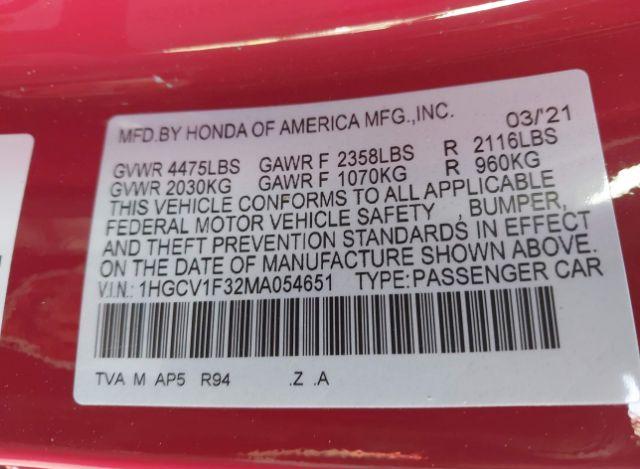 MFD.BY HONDA OF AMERICA MFG.,INC. 03/'21
GVWR 4475LBS GAWR F 2358LBS R 2116LBS
GVWR 2030KG GAWR F 1070KG R 960KG
THIS VEHICLE CONFORMS TO ALL APPLICABLE
FEDERAL MOTOR VEHICLE SAFETY , BUMPER,
AND THEFT PREVENTION STANDARDS IN EFFECT
ON THE DATE OF MANUFACTURE SHOWN ABOVE.
V.I.N.: 1HGCV1F32MA054651 TYPE:PASSENGER CAR
TVA M AP5 R94 .Z .A